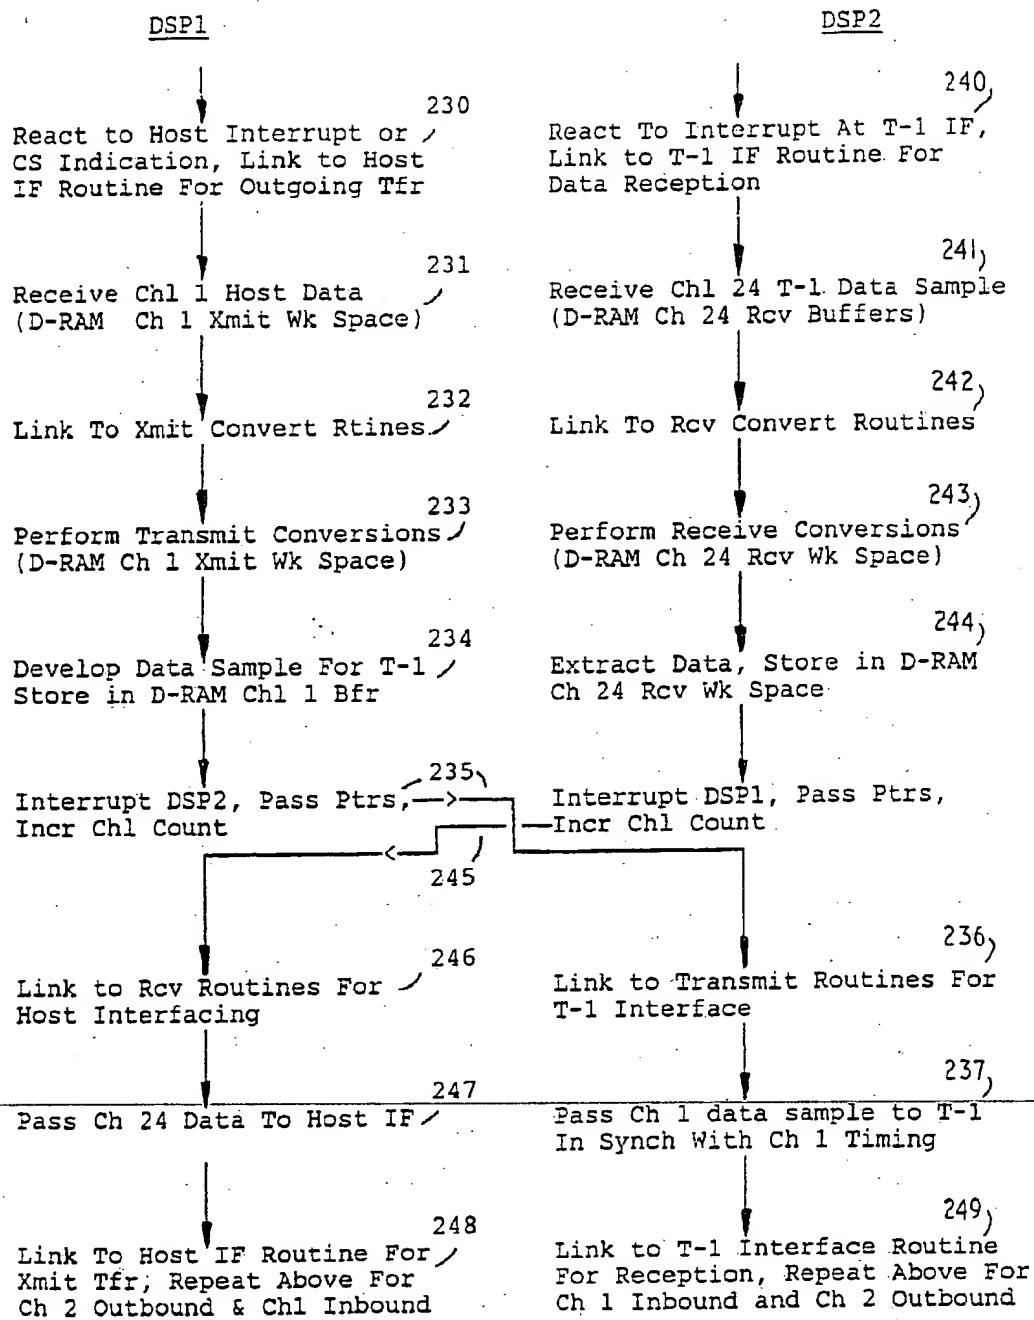 DSP1
230
React to Host Interrupt or
CS Indication, Link to Host
IF Routine For Outgoing Tfr
231
Receive Chl 1 Host Data
(D-RAM Ch 1 Xmit Wk Space)
232
Link To Xmit Convert Rtines
233
Perform Transmit Conversions
(D-RAM Ch 1 Xmit Wk Space)
234
Develop Data Sample For T-1
Store in D-RAM Chl 1 Bfr
235
Interrupt DSP2, Pass Ptrs,
Incr Chl Count
245
246
Link to Rcv Routines For
Host Interfacing
247
Pass Ch 24 Data To Host IF
248
Link To Host IF Routine For
Xmit Tfr, Repeat Above For
Ch 2 Outbound & Chl Inbound
DSP2
240
React To Interrupt At T-1 IF,
Link to T-1 IF Routine For
Data Reception
241
Receive Chl 24 T-1 Data Sample
(D-RAM Ch 24 Rcv Buffers)
242
Link To Rcv Convert Routines
243
Perform Receive Conversions
(D-RAM Ch 24 Rcv Wk Space)
244
Extract Data, Store in D-RAM
Ch 24 Rcv Wk Space
Interrupt DSP1, Pass Ptrs,
Incr Chl Count
236
Link to Transmit Routines For
T-1 Interface
237
Pass Ch 1 data sample to T-1
In Synch With Ch 1 Timing
249
Link to T-1 Interface Routine
For Reception, Repeat Above For
Ch 1 Inbound and Ch 2 Outbound